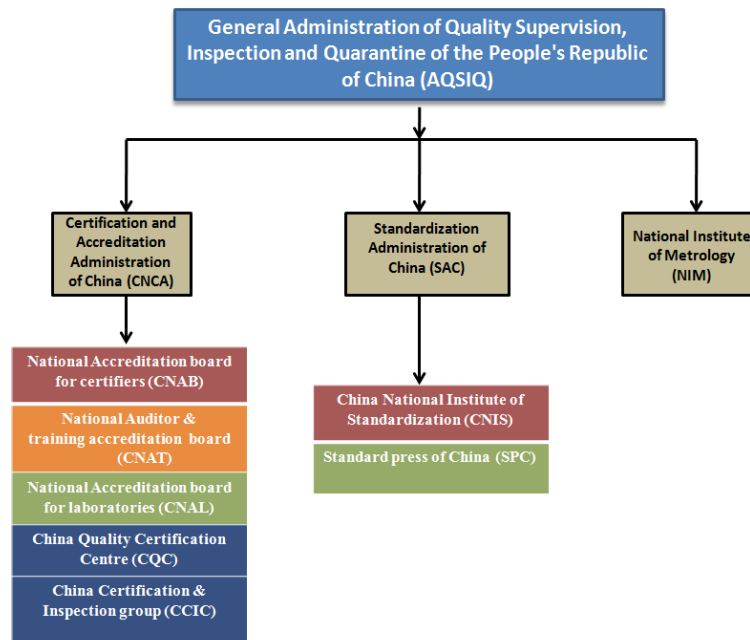 General Administration of Quality Supervision,
Inspection and Quarantine of the People's Republic
of China (AQSIQ)
Certification and
Accreditation
Administration
of China (CNCA)
Standardization
Administration of
China (SAC)
National Institute
of Metrology
(NIM)
National Accreditation board
for certifiers (CNAB)
National Auditor &
training accreditation board
(CNAT)
National Accreditation board
for laboratories (CNAL)
China Quality Certification
Centre (CQC)
China Certification &
Inspection group (CCIC)
China National Institute of
Standardization (CNIS)
Standard press of China (SPC)